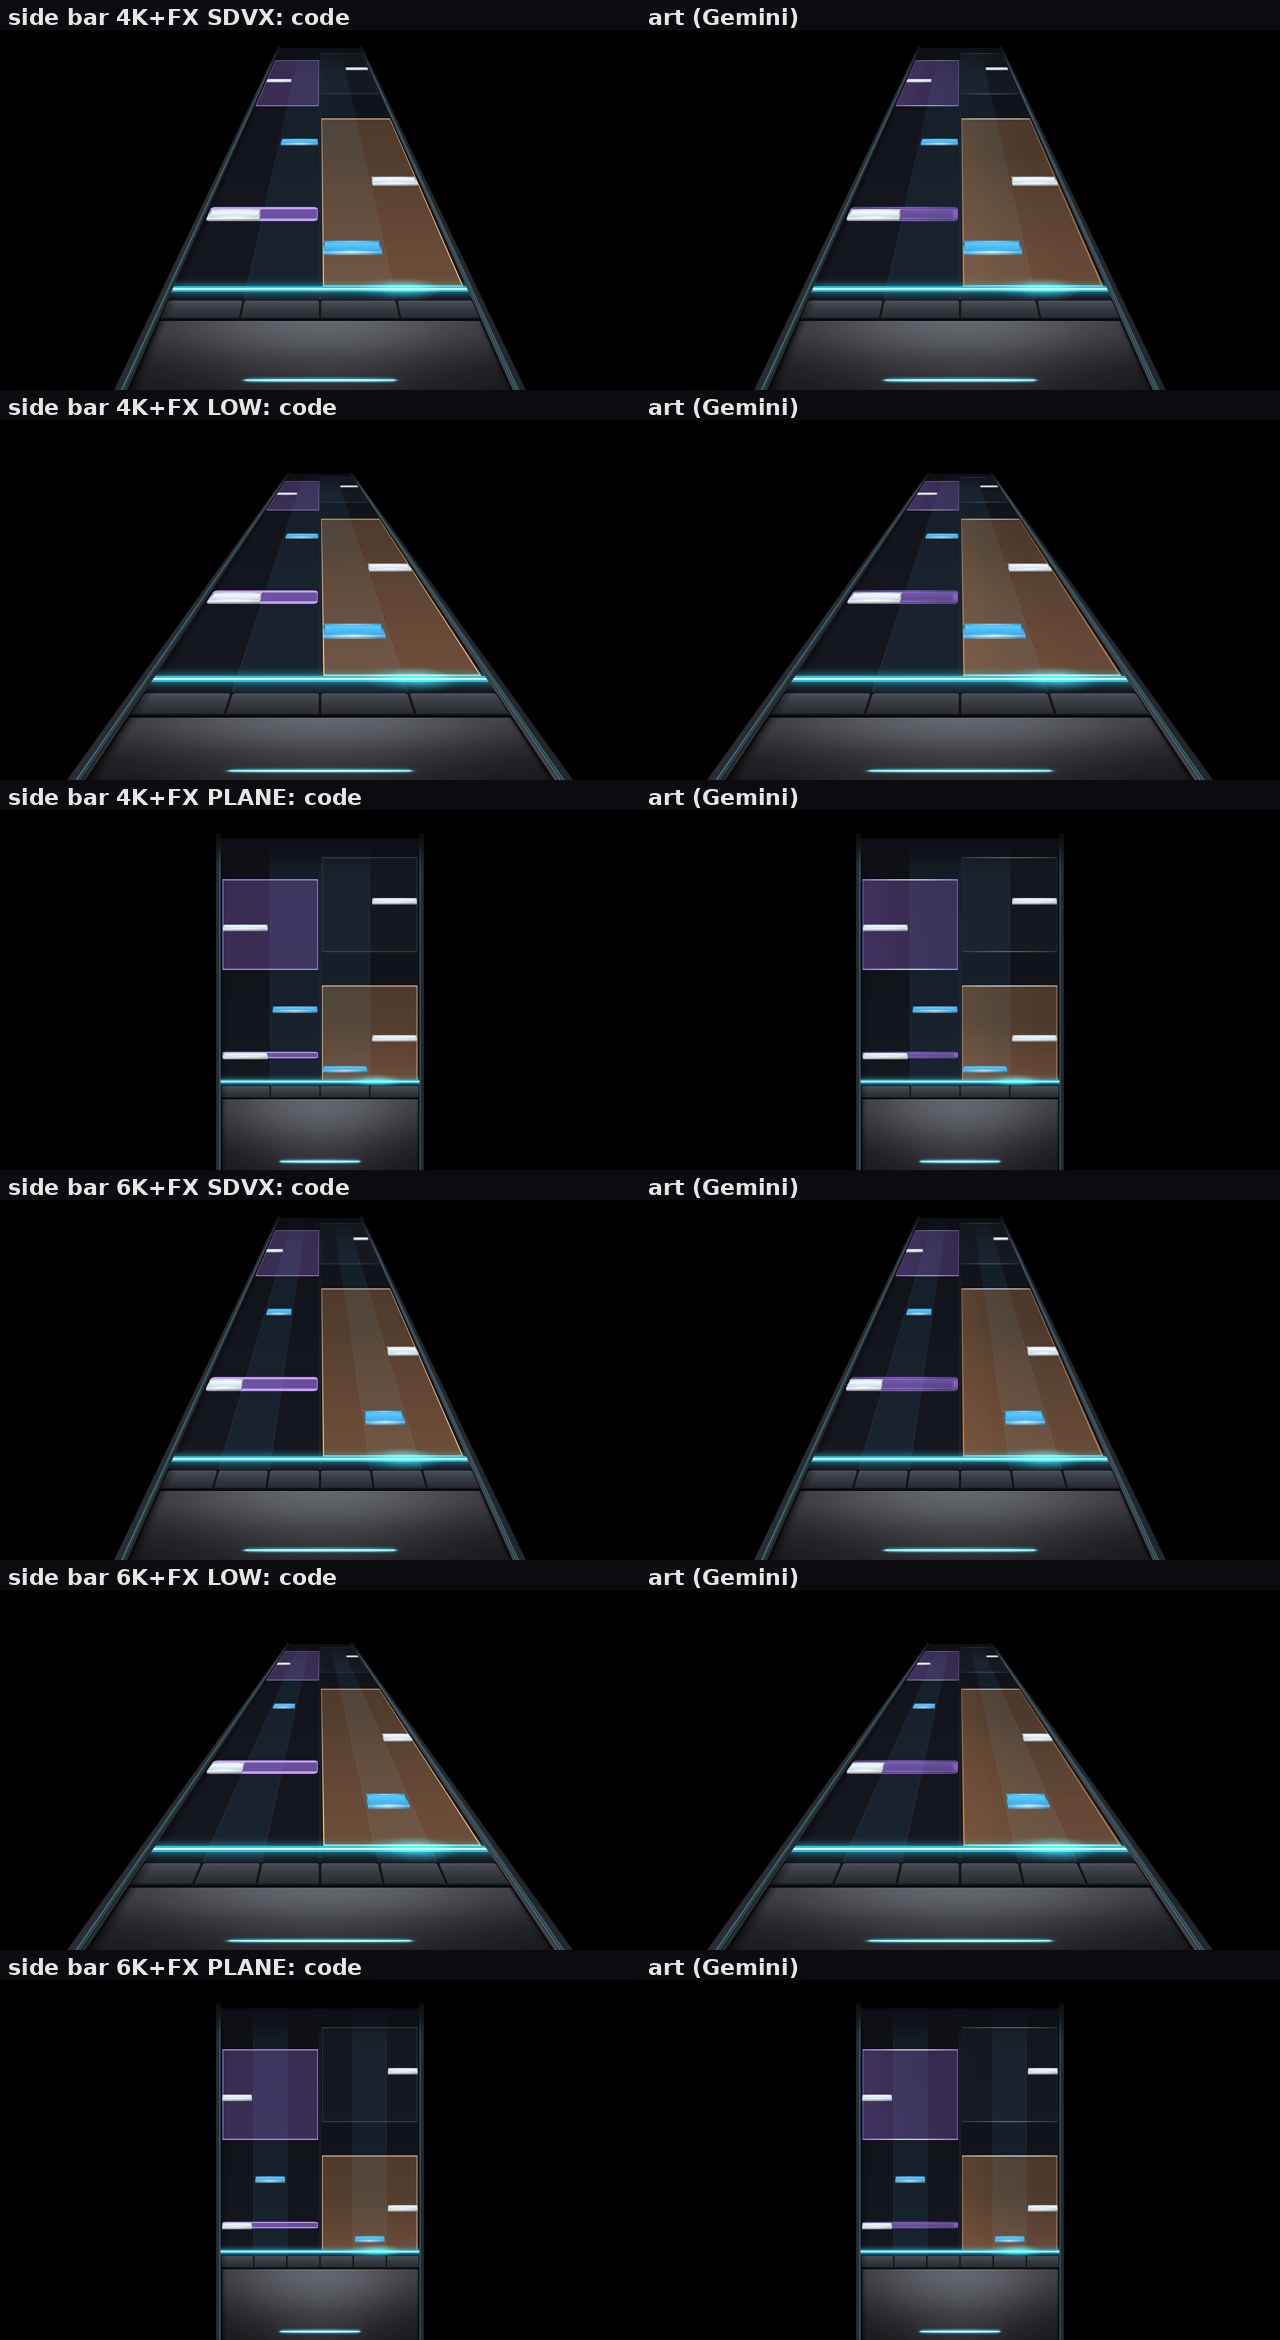 side bar 4K+FX SDVX: code
art (Gemini)
side bar 4K+FX LOW: code
art (Gemini)
side bar 4K+FX PLANE: code
art (Gemini)
side bar 6K+FX SDVX: code
art (Gemini)
side bar 6K+FX LOW: code
art (Gemini)
side bar 6K+FX PLANE: code
art (Gemini)